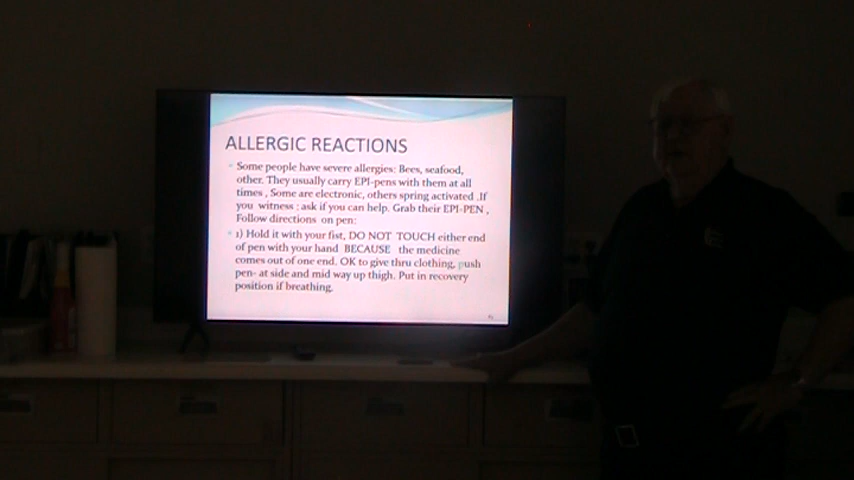 ALLERGIC REACTIONS
Some people have severe allergies: Bees, seafood,
other. They usually carry EPI-pens with them at all
times , Some are electronic, others spring activated .If
you witness : ask if you can help. Grab their EPI-PEN ,
Follow directions on pen:
1) Hold it with your fist, DO NOT TOUCH either end
of pen with your hand BECAUSE the medicine
comes out of one end. OK to give thru clothing, push
pen- at side and mid way up thigh. Put in recovery
position if breathing.